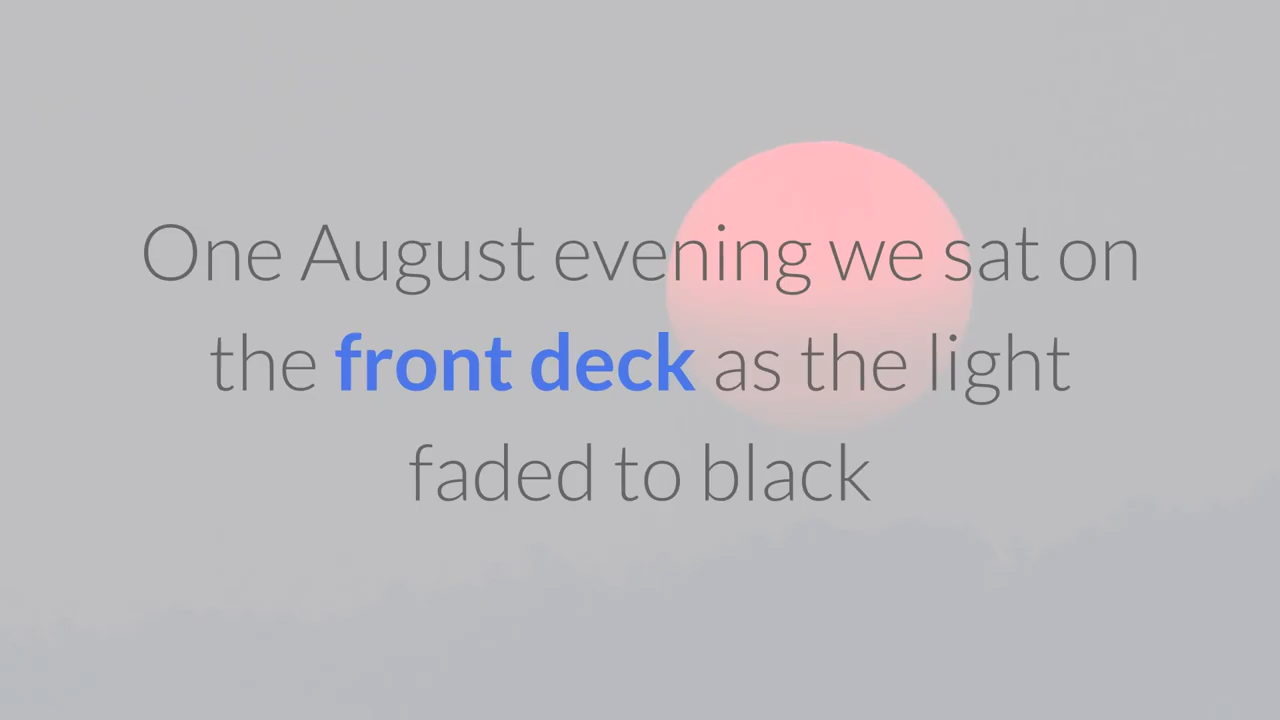 One August evening we sat on
the front deck as the light
faded to black